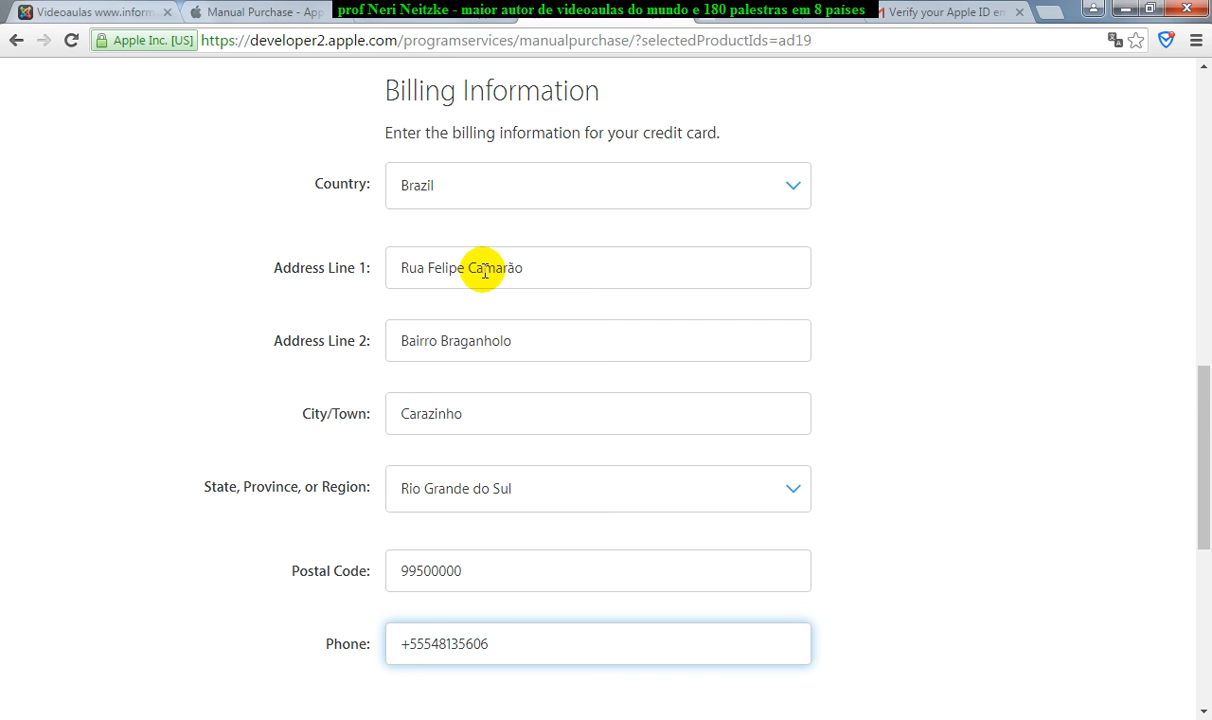 prof Neri Neitzke - maior autor de videoaulas do mundo e 180 palestras em 8 países
Videoaulas www.inform
Manual Purchase - App
Verify your Apple ID em
Apple Inc. [US]
https://developer2.apple.com/programservices/manualpurchase/?selectedProductIds=ad19
Billing Information
Enter the billing information for your credit card.
Country: Brazil
Address Line 1: Rua Felipe Camarão
Address Line 2: Bairro Braganholo
City/Town: Carazinho
State, Province, or Region: Rio Grande do Sul
Postal Code: 99500000
Phone: +55548135606